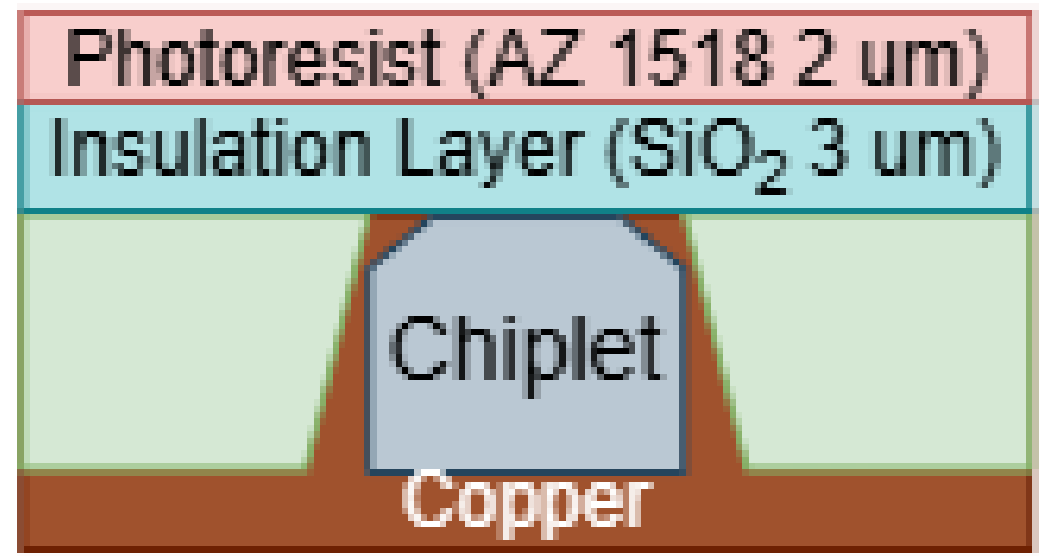 Photoresist (AZ 1518 2 um)
Insulation Layer (SiO₂ 3 um)
Chiplet
Copper